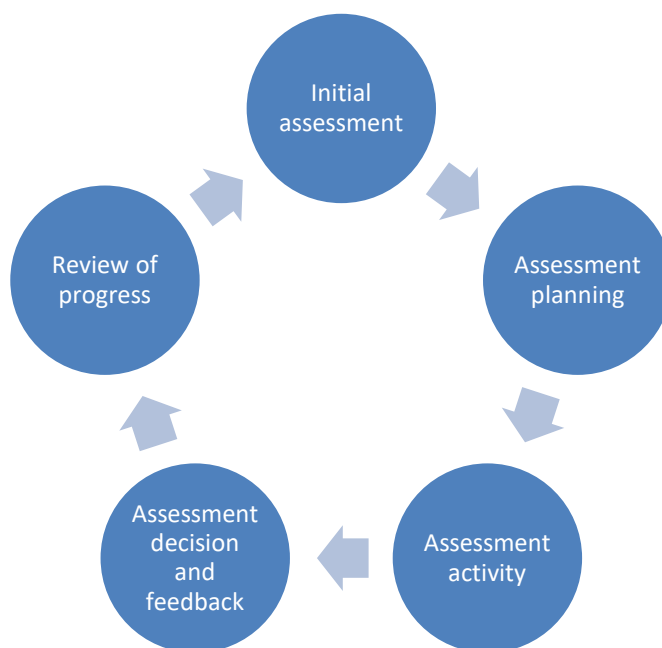 Initial
assessment
Assessment
planning
Assessment
activity
Assessment
decision
and
feedback
Review of
progress